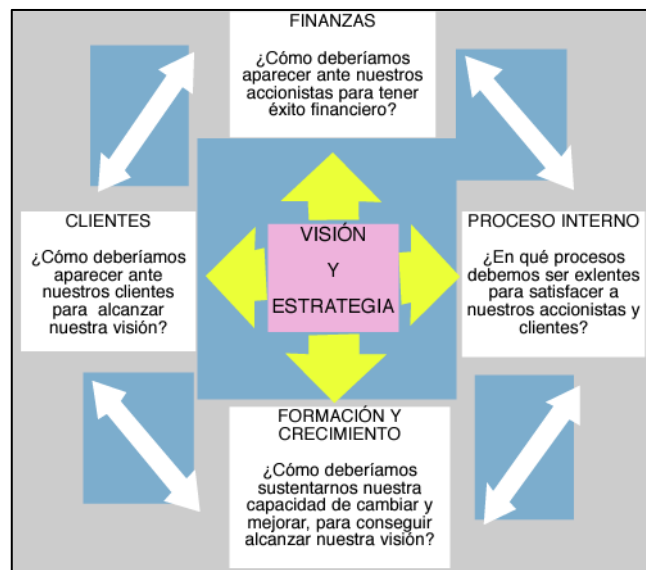 FINANZAS
¿Cómo deberíamos
aparecer ante nuestros
accionistas para tener
éxito financiero?
CLIENTES
¿Cómo deberíamos
aparecer ante
nuestros clientes
para alcanzar
nuestra visión?
VISIÓN
Y
ESTRATEGIA
PROCESO INTERNO
¿En qué procesos
debemos ser exlentes
para satisfacer a
nuestros accionistas y
clientes?
FORMACIÓN Y
CRECIMIENTO
¿Cómo deberíamos
sustentarnos nuestra
capacidad de cambiar y
mejorar, para conseguir
alcanzar nuestra visión?